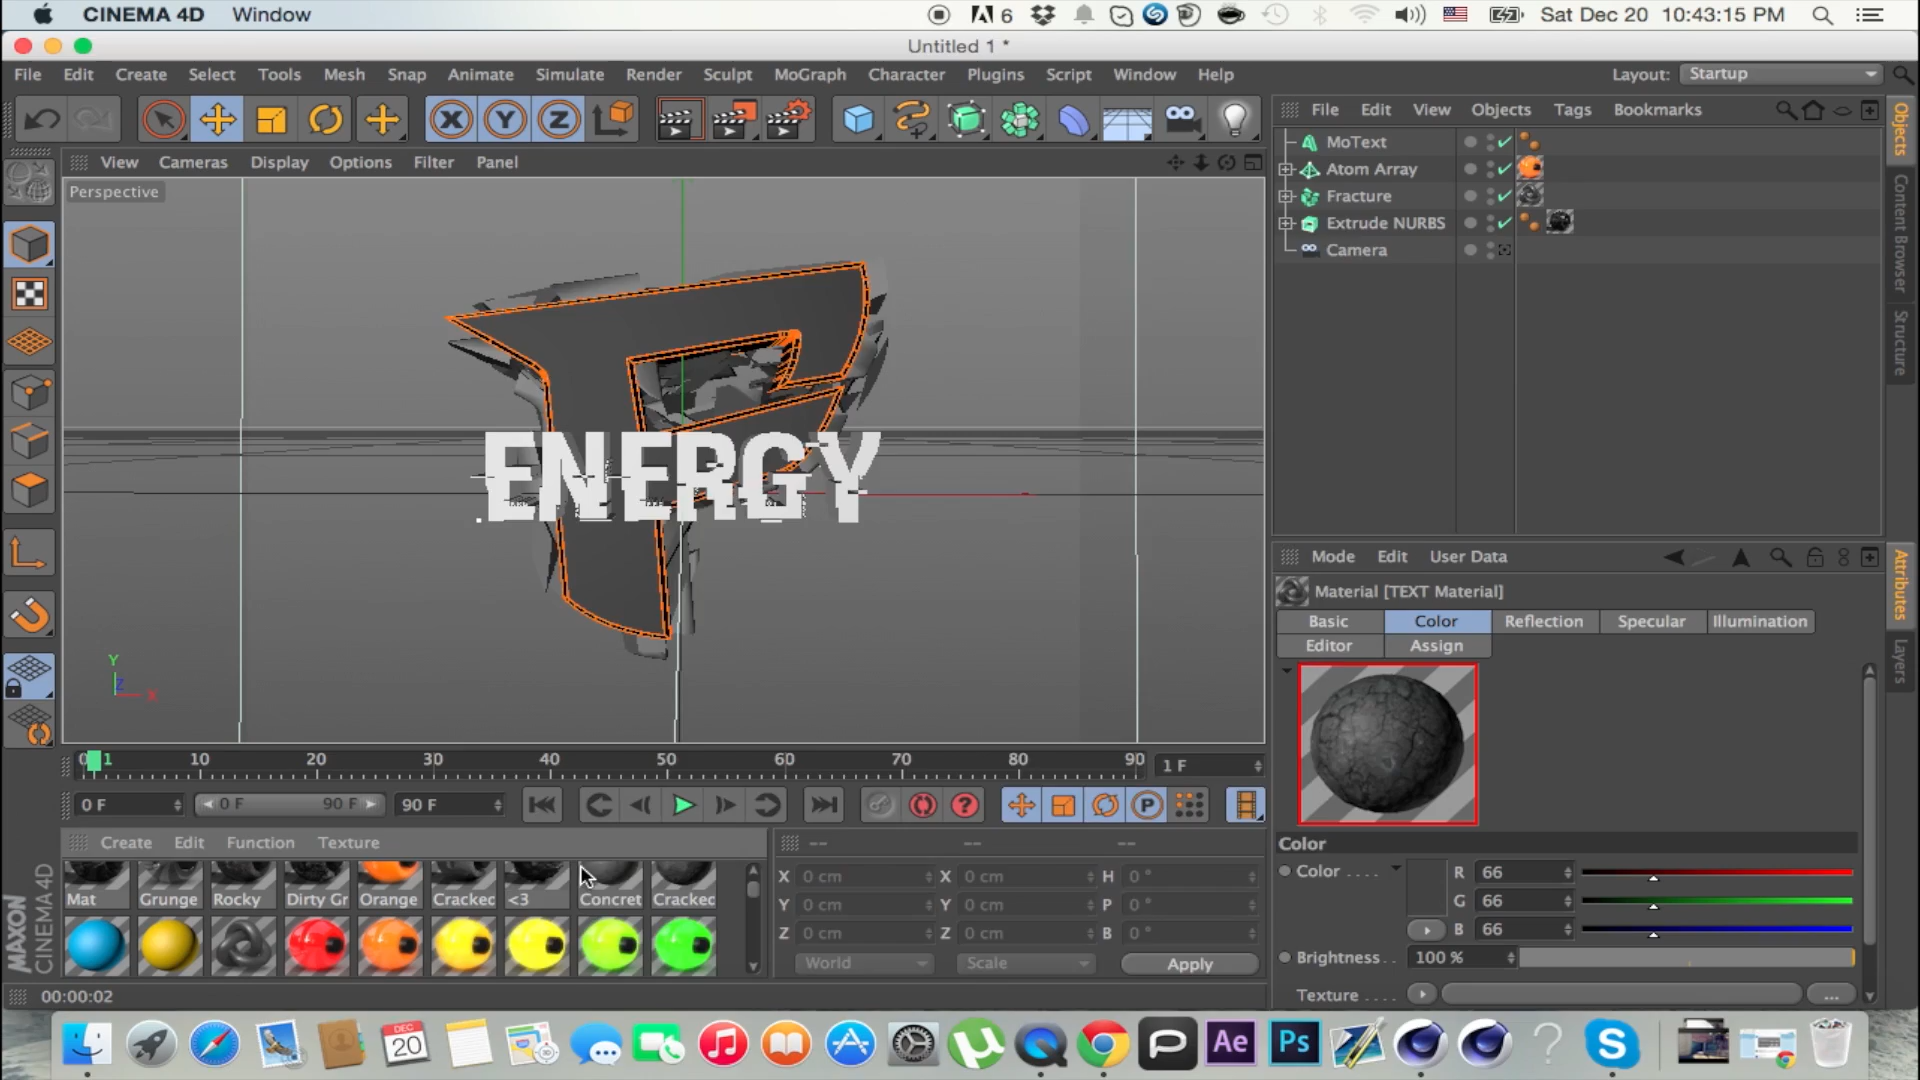 CINEMA 4D Window
6 Sat Dec 20 10:43:15 PM
Untitled 1 *
File Edit Create Select Tools Mesh Snap Animate Simulate Render Sculpt MoGraph Character Plugins Script Window Help Layout: Startup
X Y Z
File Edit View Objects Tags Bookmarks
View Cameras Display Options Filter Panel
Perspective
MoText
Atom Array
Fracture
Extrude NURBS
Camera
Objects
Content Browser
Structure
ENERGY
Y
Z
X
Mode Edit User Data
Material [TEXT Material]
Basic Color Reflection Specular Illumination
Editor Assign
Attributes
Layers
0 1 10 20 30 40 50 60 70 80 90 1 F
0 F 0 F 90 F 90 F
P
Create Edit Function Texture
Mat Grunge Rocky Dirty Gr Orange Cracked <3 Concret Cracked
-- -- --
X 0 cm X 0 cm H 0 °
Y 0 cm Y 0 cm P 0 °
Z 0 cm Z 0 cm B 0 °
World Scale Apply
Color
Color . . . . R 66
G 66
B 66
Brightness . . 100 %
Texture . . . . ...
MAXON
CINEMA 4D
00:00:02
DEC
20
Ae Ps